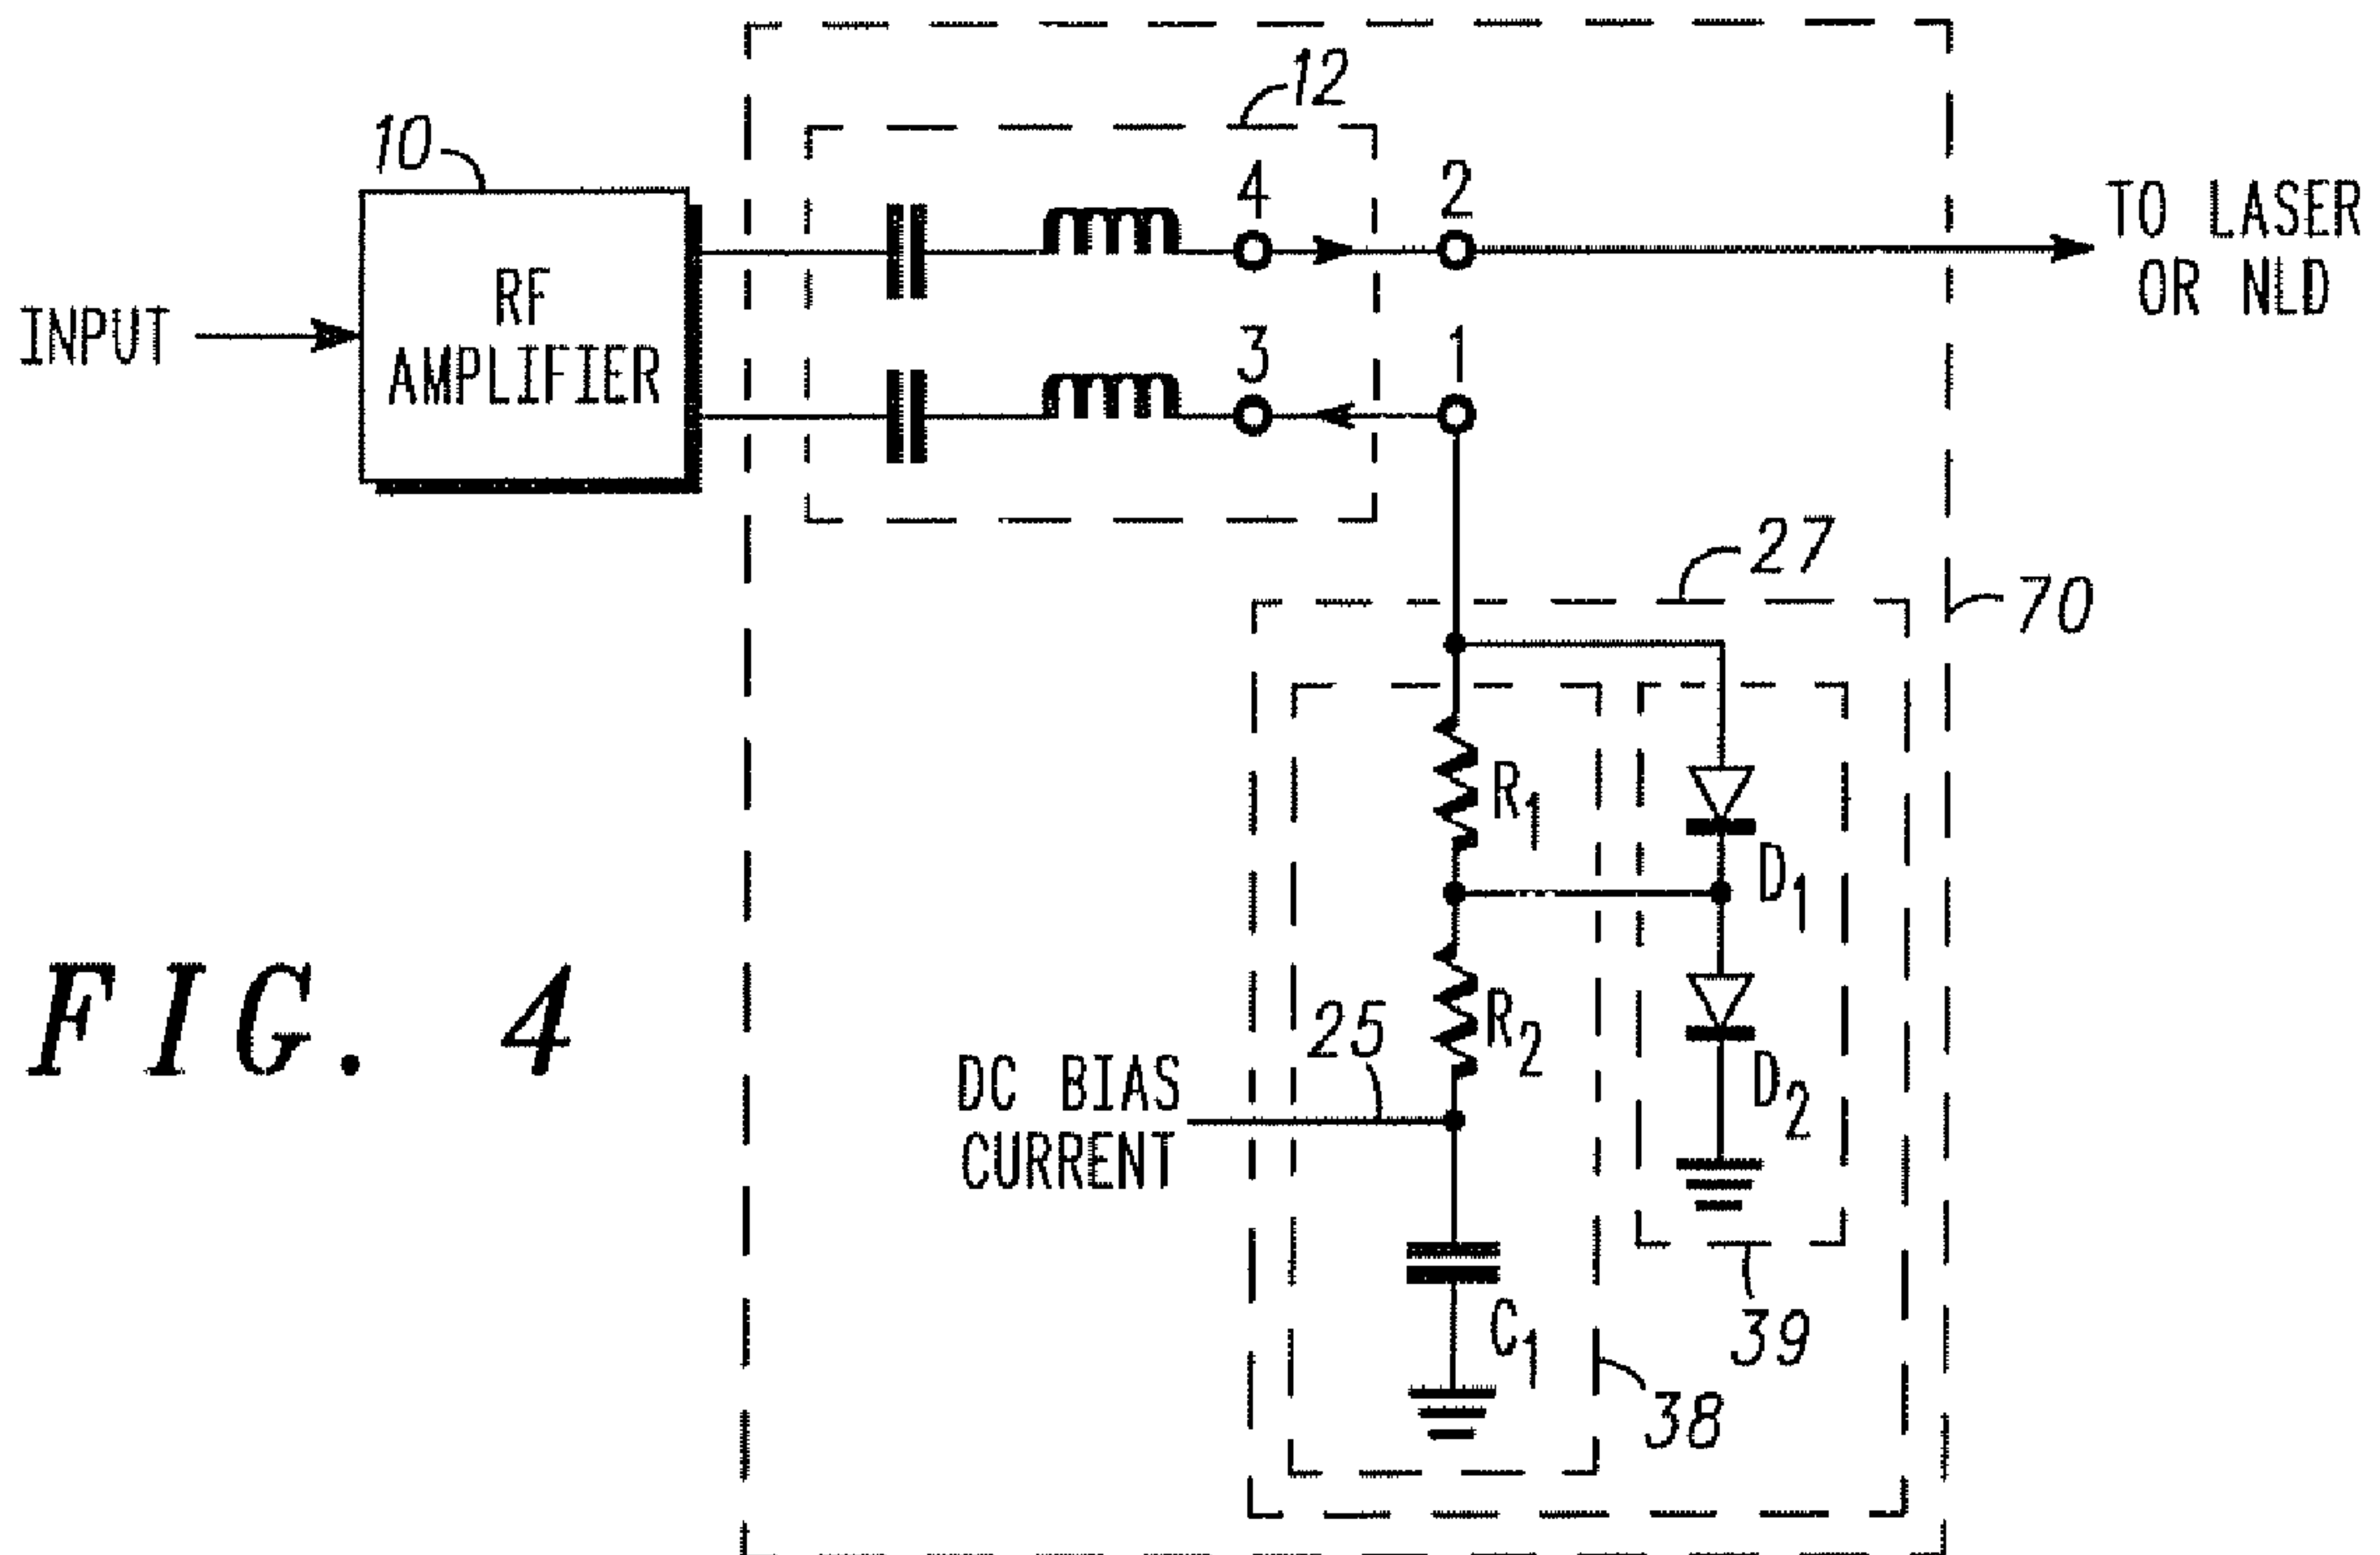 12
10
4
2
TO LASER
OR NLD
RF
AMPLIFIER
INPUT
3
1
27
70
R1
D1
25
R2
DC BIAS
CURRENT
D2
C1
39
38
FIG. 4